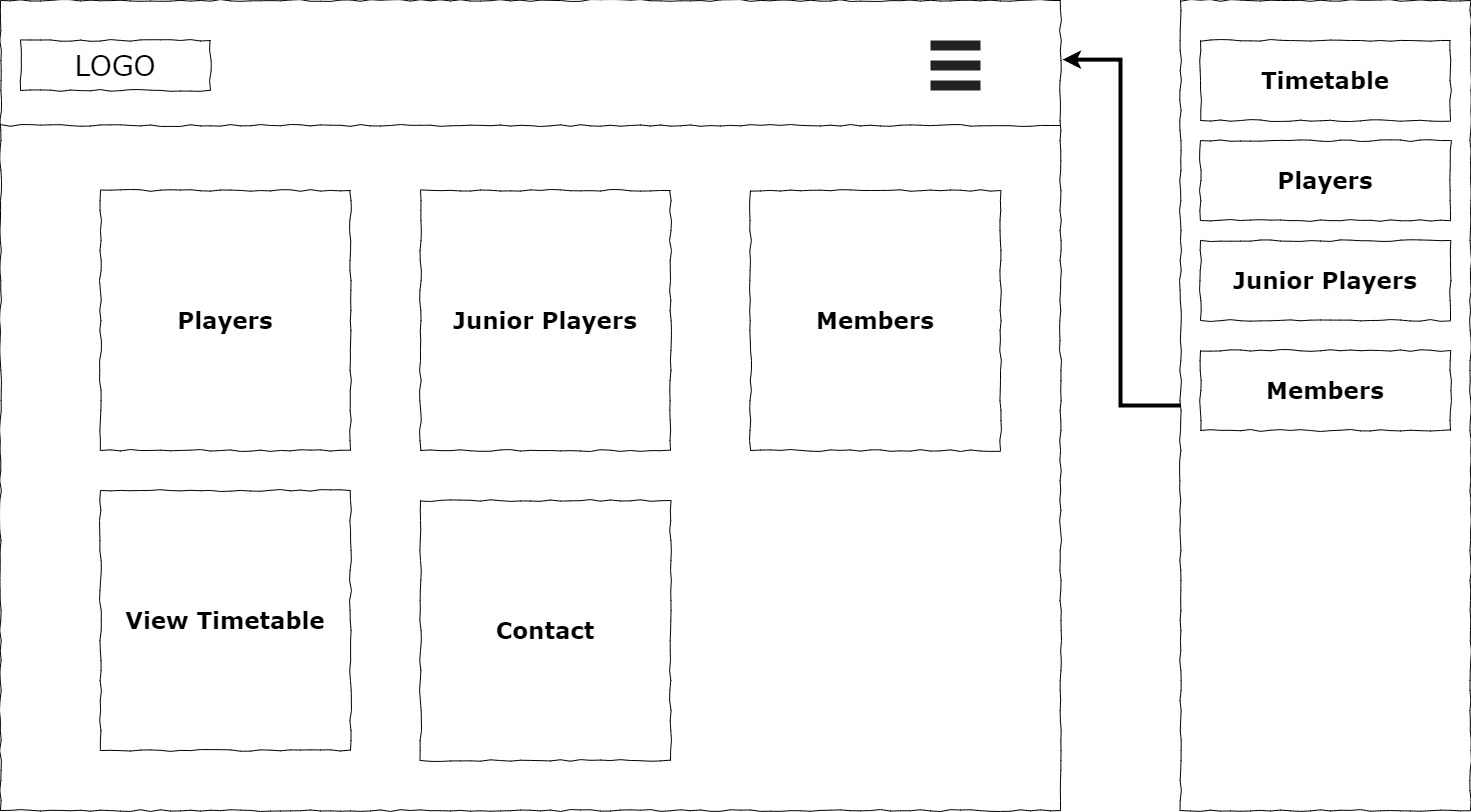 LOGO
Players
Junior Players
Members
View Timetable
Contact
Timetable
Players
Junior Players
Members